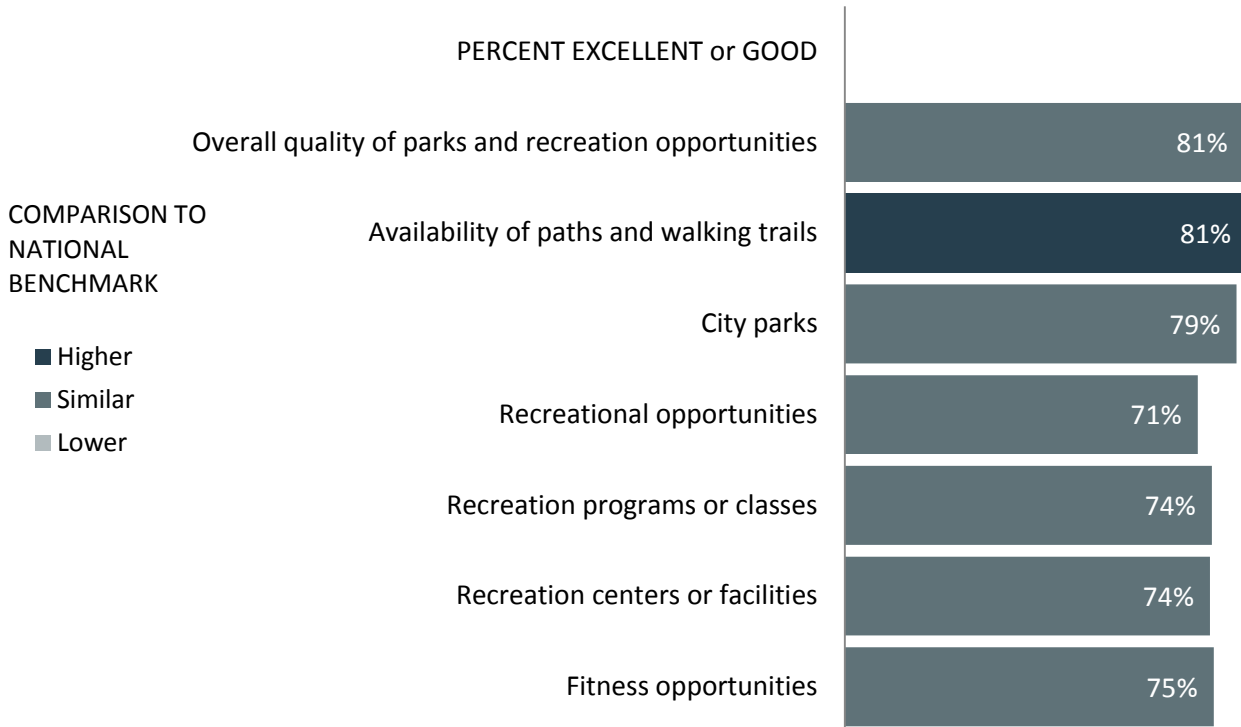 PERCENT EXCELLENT or GOOD
Overall quality of parks and recreation opportunities
81%
COMPARISON TO
NATIONAL
BENCHMARK
Higher
Similar
Lower
Availability of paths and walking trails
81%
City parks
79%
Recreational opportunities
71%
Recreation programs or classes
74%
Recreation centers or facilities
74%
Fitness opportunities
75%